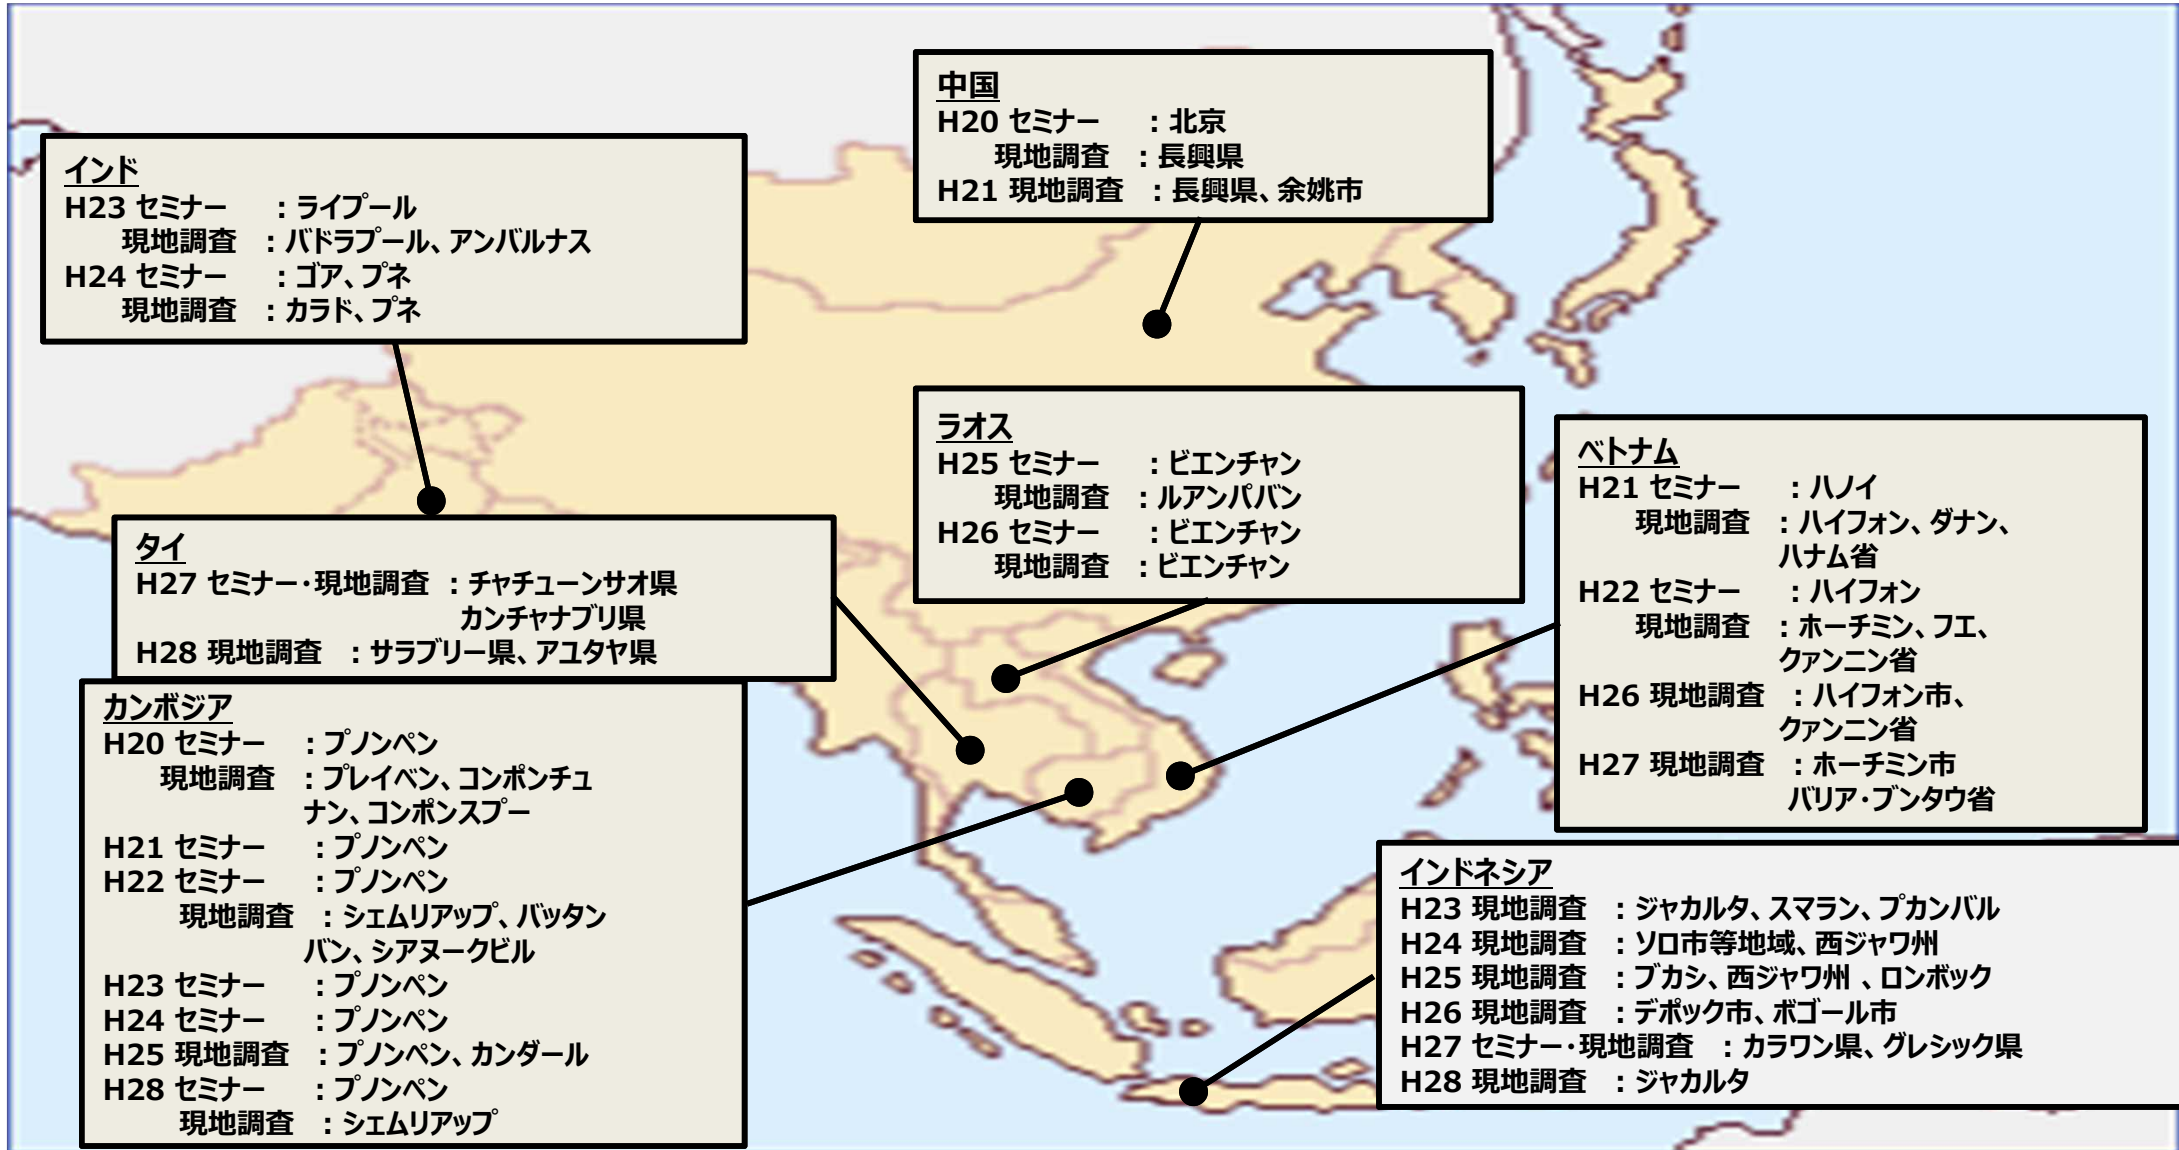 中国
H20 セミナー : 北京
現地調査 : 長興県
H21 現地調査 : 長興県、余姚市
インド
H23 セミナー : ライプール
現地調査 : バドラプール、アンバルナス
H24 セミナー : ゴア、プネ
現地調査 : カラド、プネ
ラオス
H25 セミナー : ビエンチャン
現地調査 : ルアンパバン
H26 セミナー : ビエンチャン
現地調査 : ビエンチャン
ベトナム
H21 セミナー : ハノイ
現地調査 : ハイフォン、ダナン、
ハナム省
H22 セミナー : ハイフォン
現地調査 : ホーチミン、フエ、
クァンニン省
H26 現地調査 : ハイフォン市、
クァンニン省
H27 現地調査 : ホーチミン市
バリア・ブンタウ省
タイ
H27 セミナー・現地調査 : チャチューンサオ県
カンチャナブリ県
H28 現地調査 : サラブリー県、アユタヤ県
カンボジア
H20 セミナー : プノンペン
現地調査 : プレイベン、コンポンチュ
ナン、コンポンスプー
H21 セミナー : プノンペン
H22 セミナー : プノンペン
現地調査 : シェムリアップ、バッタン
バン、シアヌークビル
H23 セミナー : プノンペン
H24 セミナー : プノンペン
H25 現地調査 : プノンペン、カンダール
H28 セミナー : プノンペン
現地調査 : シェムリアップ
インドネシア
H23 現地調査 : ジャカルタ、スマラン、プカンバル
H24 現地調査 : ソロ市等地域、西ジャワ州
H25 現地調査 : ブカシ、西ジャワ州 、ロンボック
H26 現地調査 : デポック市、ボゴール市
H27 セミナー・現地調査 : カラワン県、グレシック県
H28 現地調査 : ジャカルタ